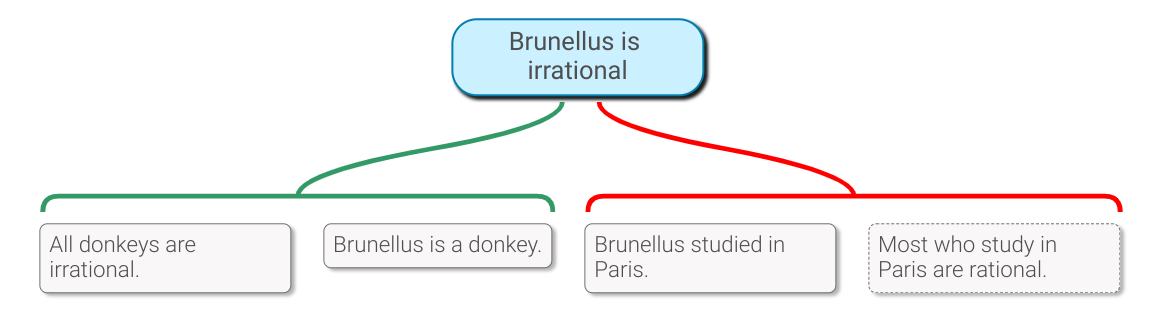 Brunellus is
irrational
All donkeys are
irrational.
Brunellus is a donkey.
Brunellus studied in
Paris.
Most who study in
Paris are rational.